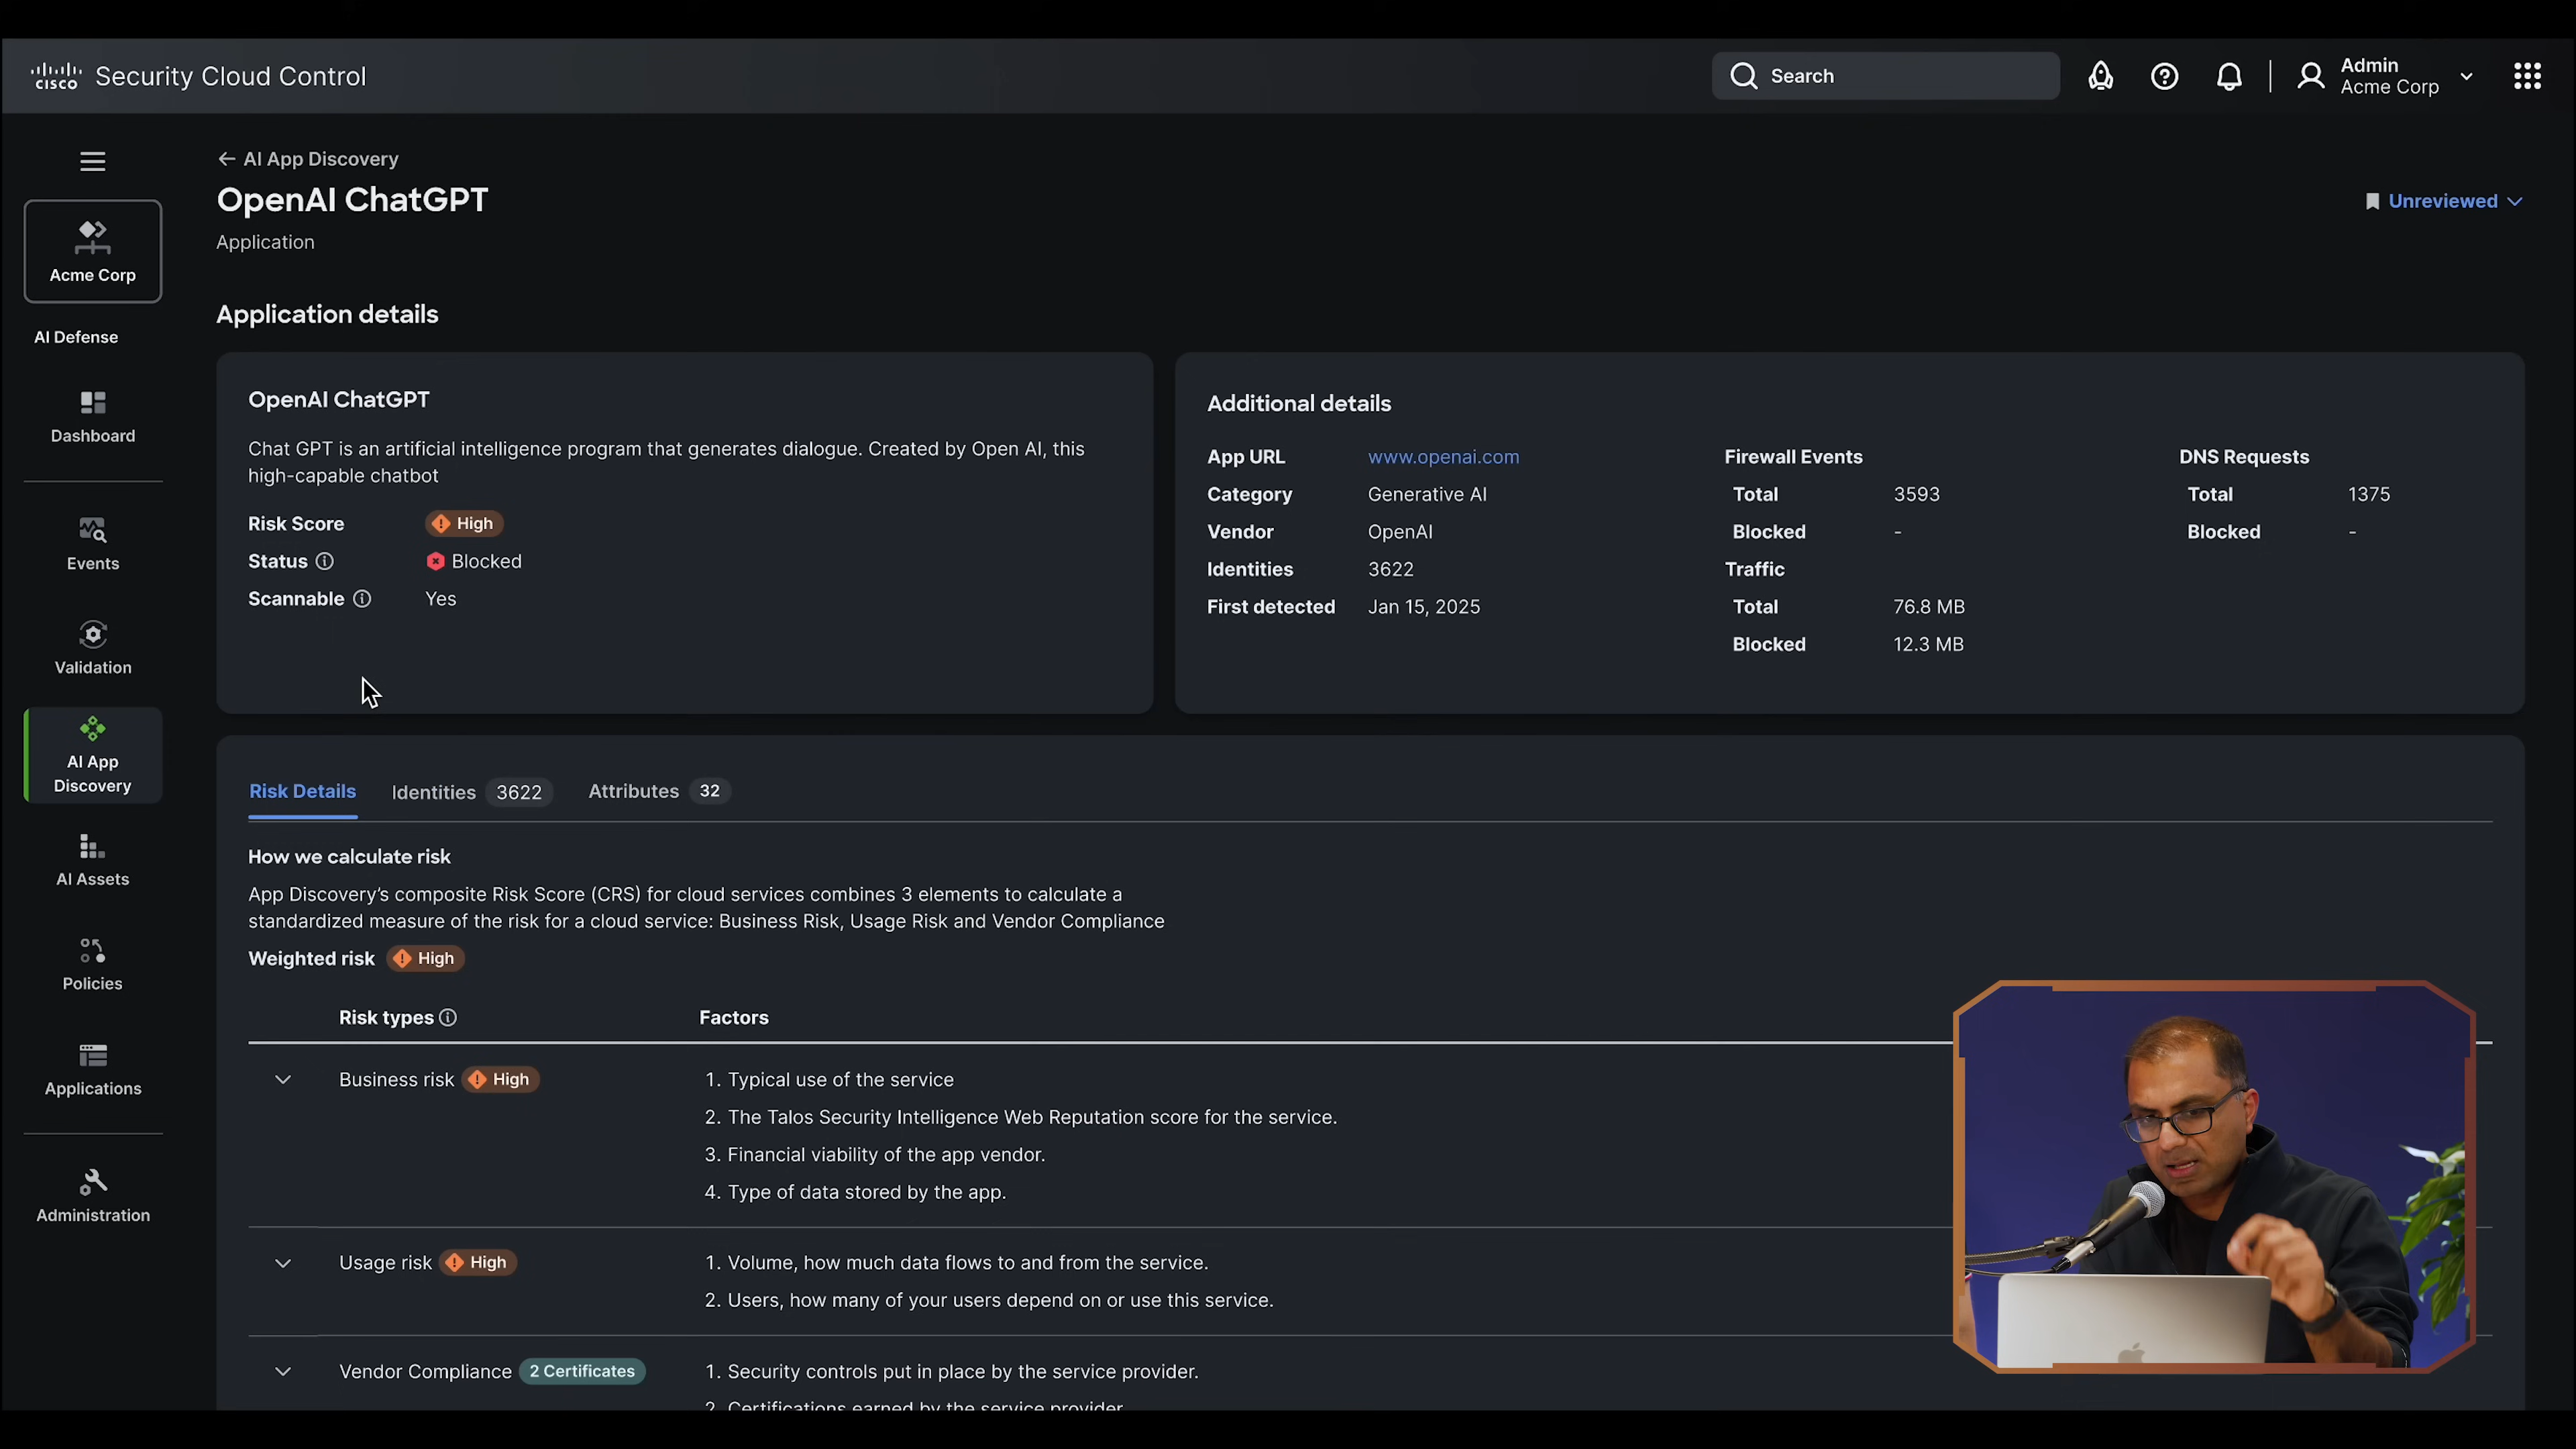 CISCO Security Cloud Control
Search
Admin
Acme Corp
AI App Discovery
OpenAI ChatGPT
Application
Unreviewed
Acme Corp
AI Defense
Dashboard
Events
Validation
AI App
Discovery
AI Assets
Policies
Applications
Administration
Application details
OpenAI ChatGPT
Chat GPT is an artificial intelligence program that generates dialogue. Created by Open AI, this
high-capable chatbot
Risk Score High
Status Blocked
Scannable Yes
Additional details
App URL www.openai.com
Category Generative AI
Vendor OpenAI
Identities 3622
First detected Jan 15, 2025
Firewall Events
Total 3593
Blocked -
Traffic
Total 76.8 MB
Blocked 12.3 MB
DNS Requests
Total 1375
Blocked -
Risk Details Identities 3622 Attributes 32
How we calculate risk
App Discovery’s composite Risk Score (CRS) for cloud services combines 3 elements to calculate a
standardized measure of the risk for a cloud service: Business Risk, Usage Risk and Vendor Compliance
Weighted risk High
Risk types Factors
Business risk High
1. Typical use of the service
2. The Talos Security Intelligence Web Reputation score for the service.
3. Financial viability of the app vendor.
4. Type of data stored by the app.
Usage risk High
1. Volume, how much data flows to and from the service.
2. Users, how many of your users depend on or use this service.
Vendor Compliance 2 Certificates
1. Security controls put in place by the service provider.
2. Certifications earned by the service provider